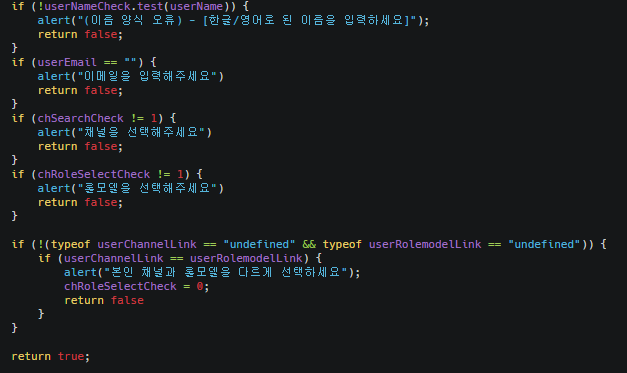 if (!userNameCheck.test(userName)) {
    alert("(이름 양식 오휴) - [한글/영어로 된 이름을 입력하세요]");
    return false;
}
if (userEmail == "") {
    alert("이메일을 입력해주세요")
    return false;
}
if (chSearchCheck != 1) {
    alert("채널을 선택해주세요")
    return false;
}
if (chRoleSelectCheck != 1) {
    alert("롤모델을 선택해주세요")
    return false;
}
if (!(typeof userChannelLink == "undefined" && typeof userRolemodelLink == "undefined")) {
    if (userChannelLink == userRolemodelLink) {
        alert("본인 채널과 롤모델을 다르게 선택하세요");
        chRoleSelectCheck = 0;
        return false
    }
}
return true;